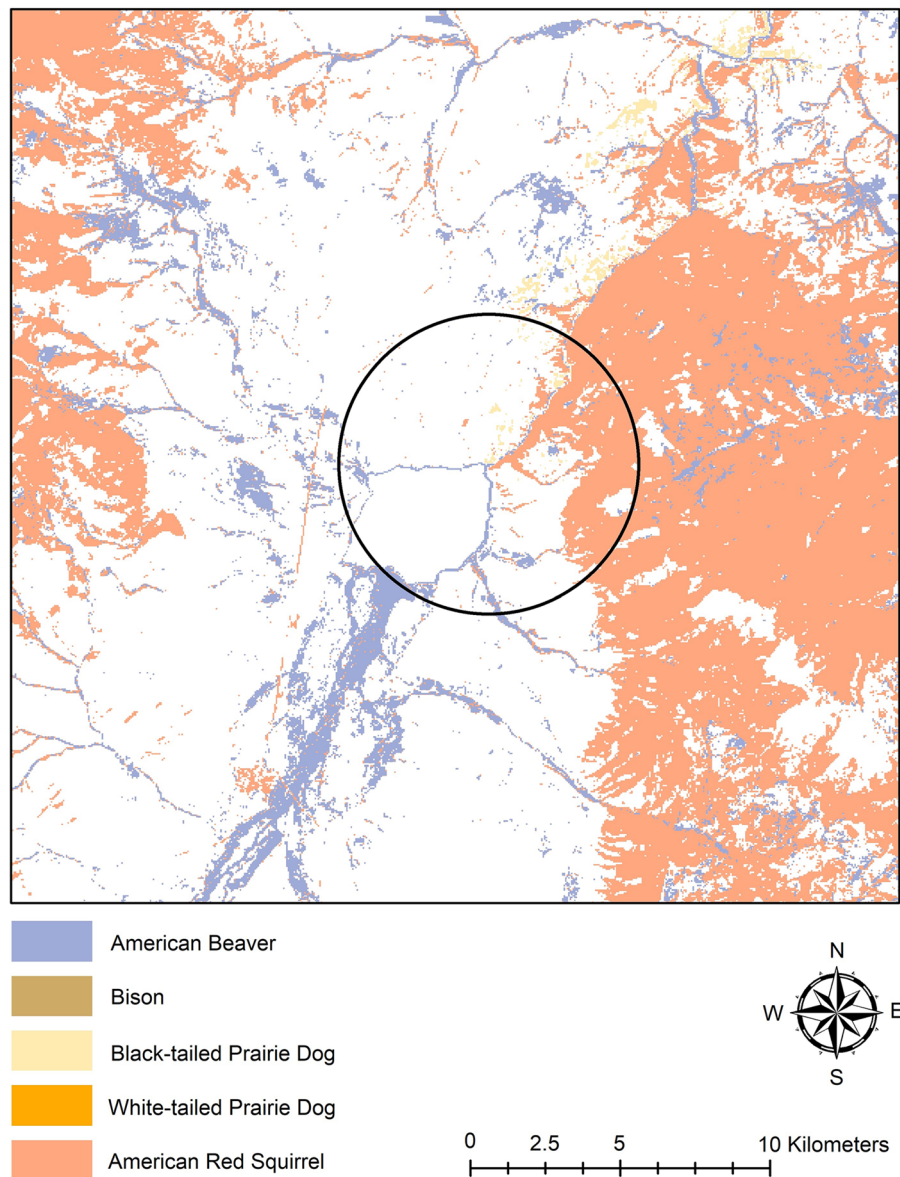 American Beaver
Bison
Black-tailed Prairie Dog
White-tailed Prairie Dog
American Red Squirrel
N
W E
S
0 2.5 5 10 Kilometers